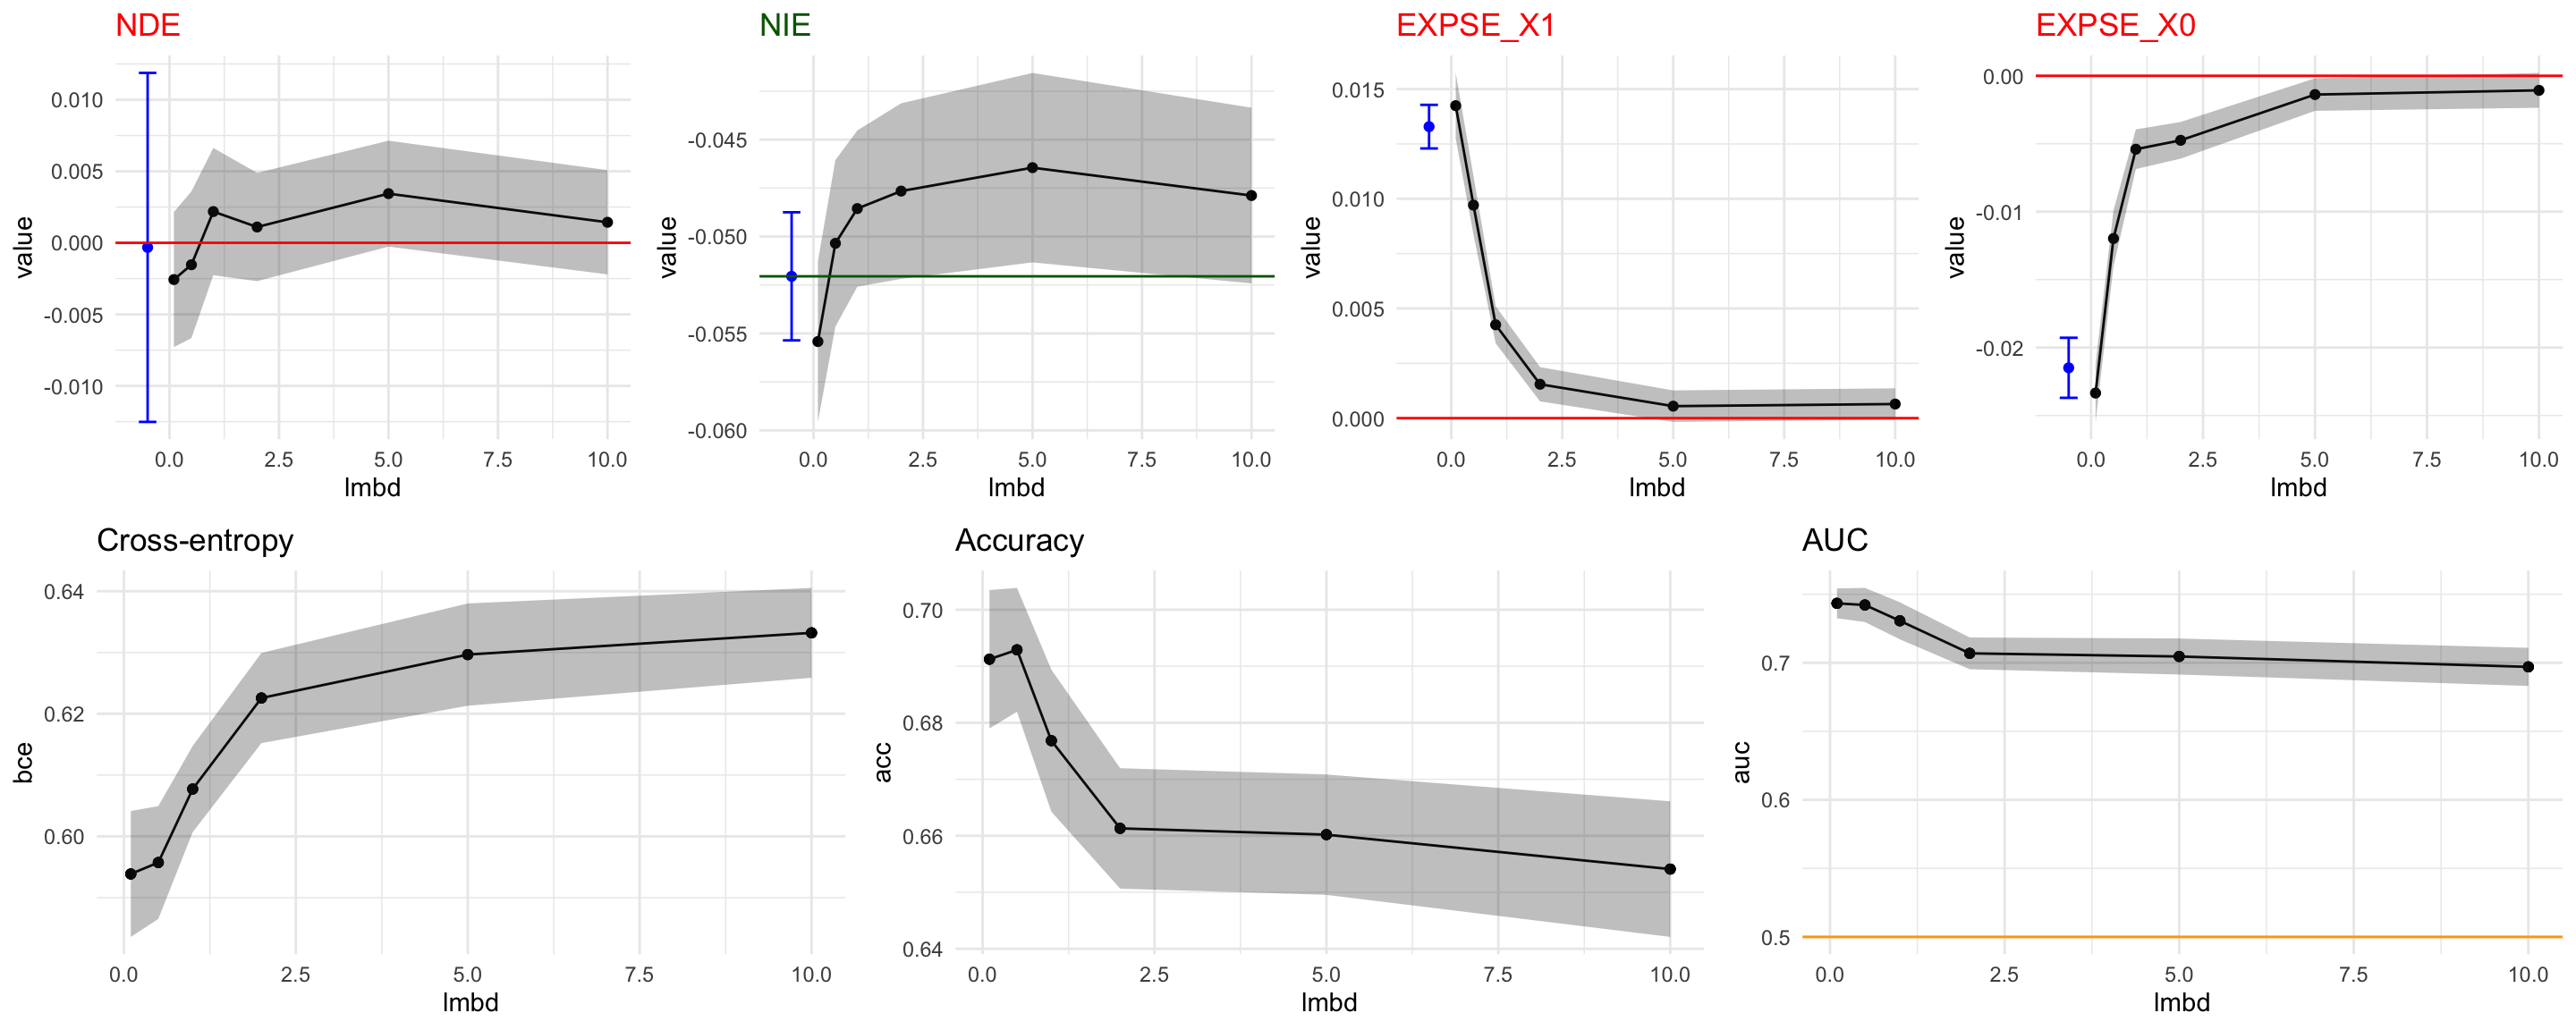 NDE
NIE
EXPSE_X1
EXPSE_X0
value
0.010
0.005
0.000
-0.005
-0.010
0.0 2.5 5.0 7.5 10.0
lmbd
value
-0.045
-0.050
-0.055
-0.060
0.0 2.5 5.0 7.5 10.0
lmbd
value
0.015
0.010
0.005
0.000
0.0 2.5 5.0 7.5 10.0
lmbd
value
0.00
-0.01
-0.02
0.0 2.5 5.0 7.5 10.0
lmbd
Cross-entropy
bce
0.64
0.62
0.60
0.0 2.5 5.0 7.5 10.0
lmbd
Accuracy
acc
0.70
0.68
0.66
0.64
0.0 2.5 5.0 7.5 10.0
lmbd
AUC
auc
0.7
0.6
0.5
0.0 2.5 5.0 7.5 10.0
lmbd